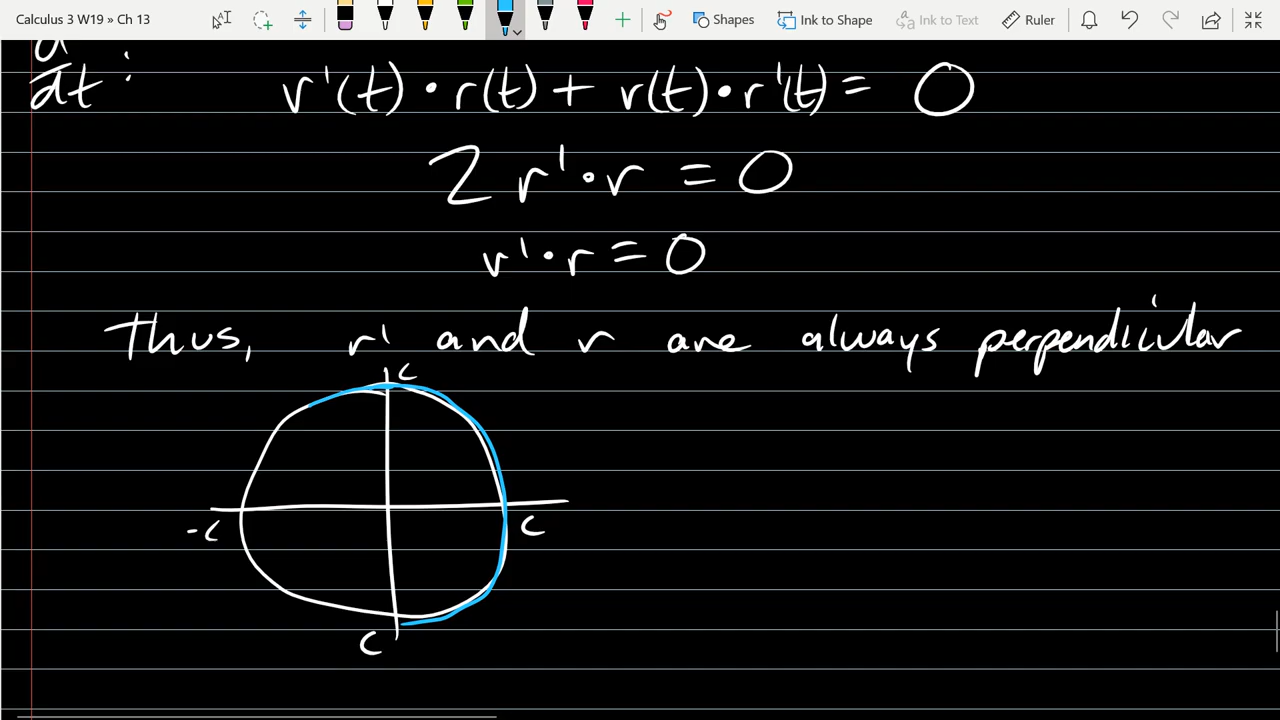 Calculus 3 W19 » Ch 13
Shapes
Ink to Shape
Ink to Text
Ruler
d/dt: r'(t) • r(t) + r(t) • r'(t) = 0
2 r' • r = 0
r' • r = 0
Thus, r' and r are always perpendicular
C
-C
C
C